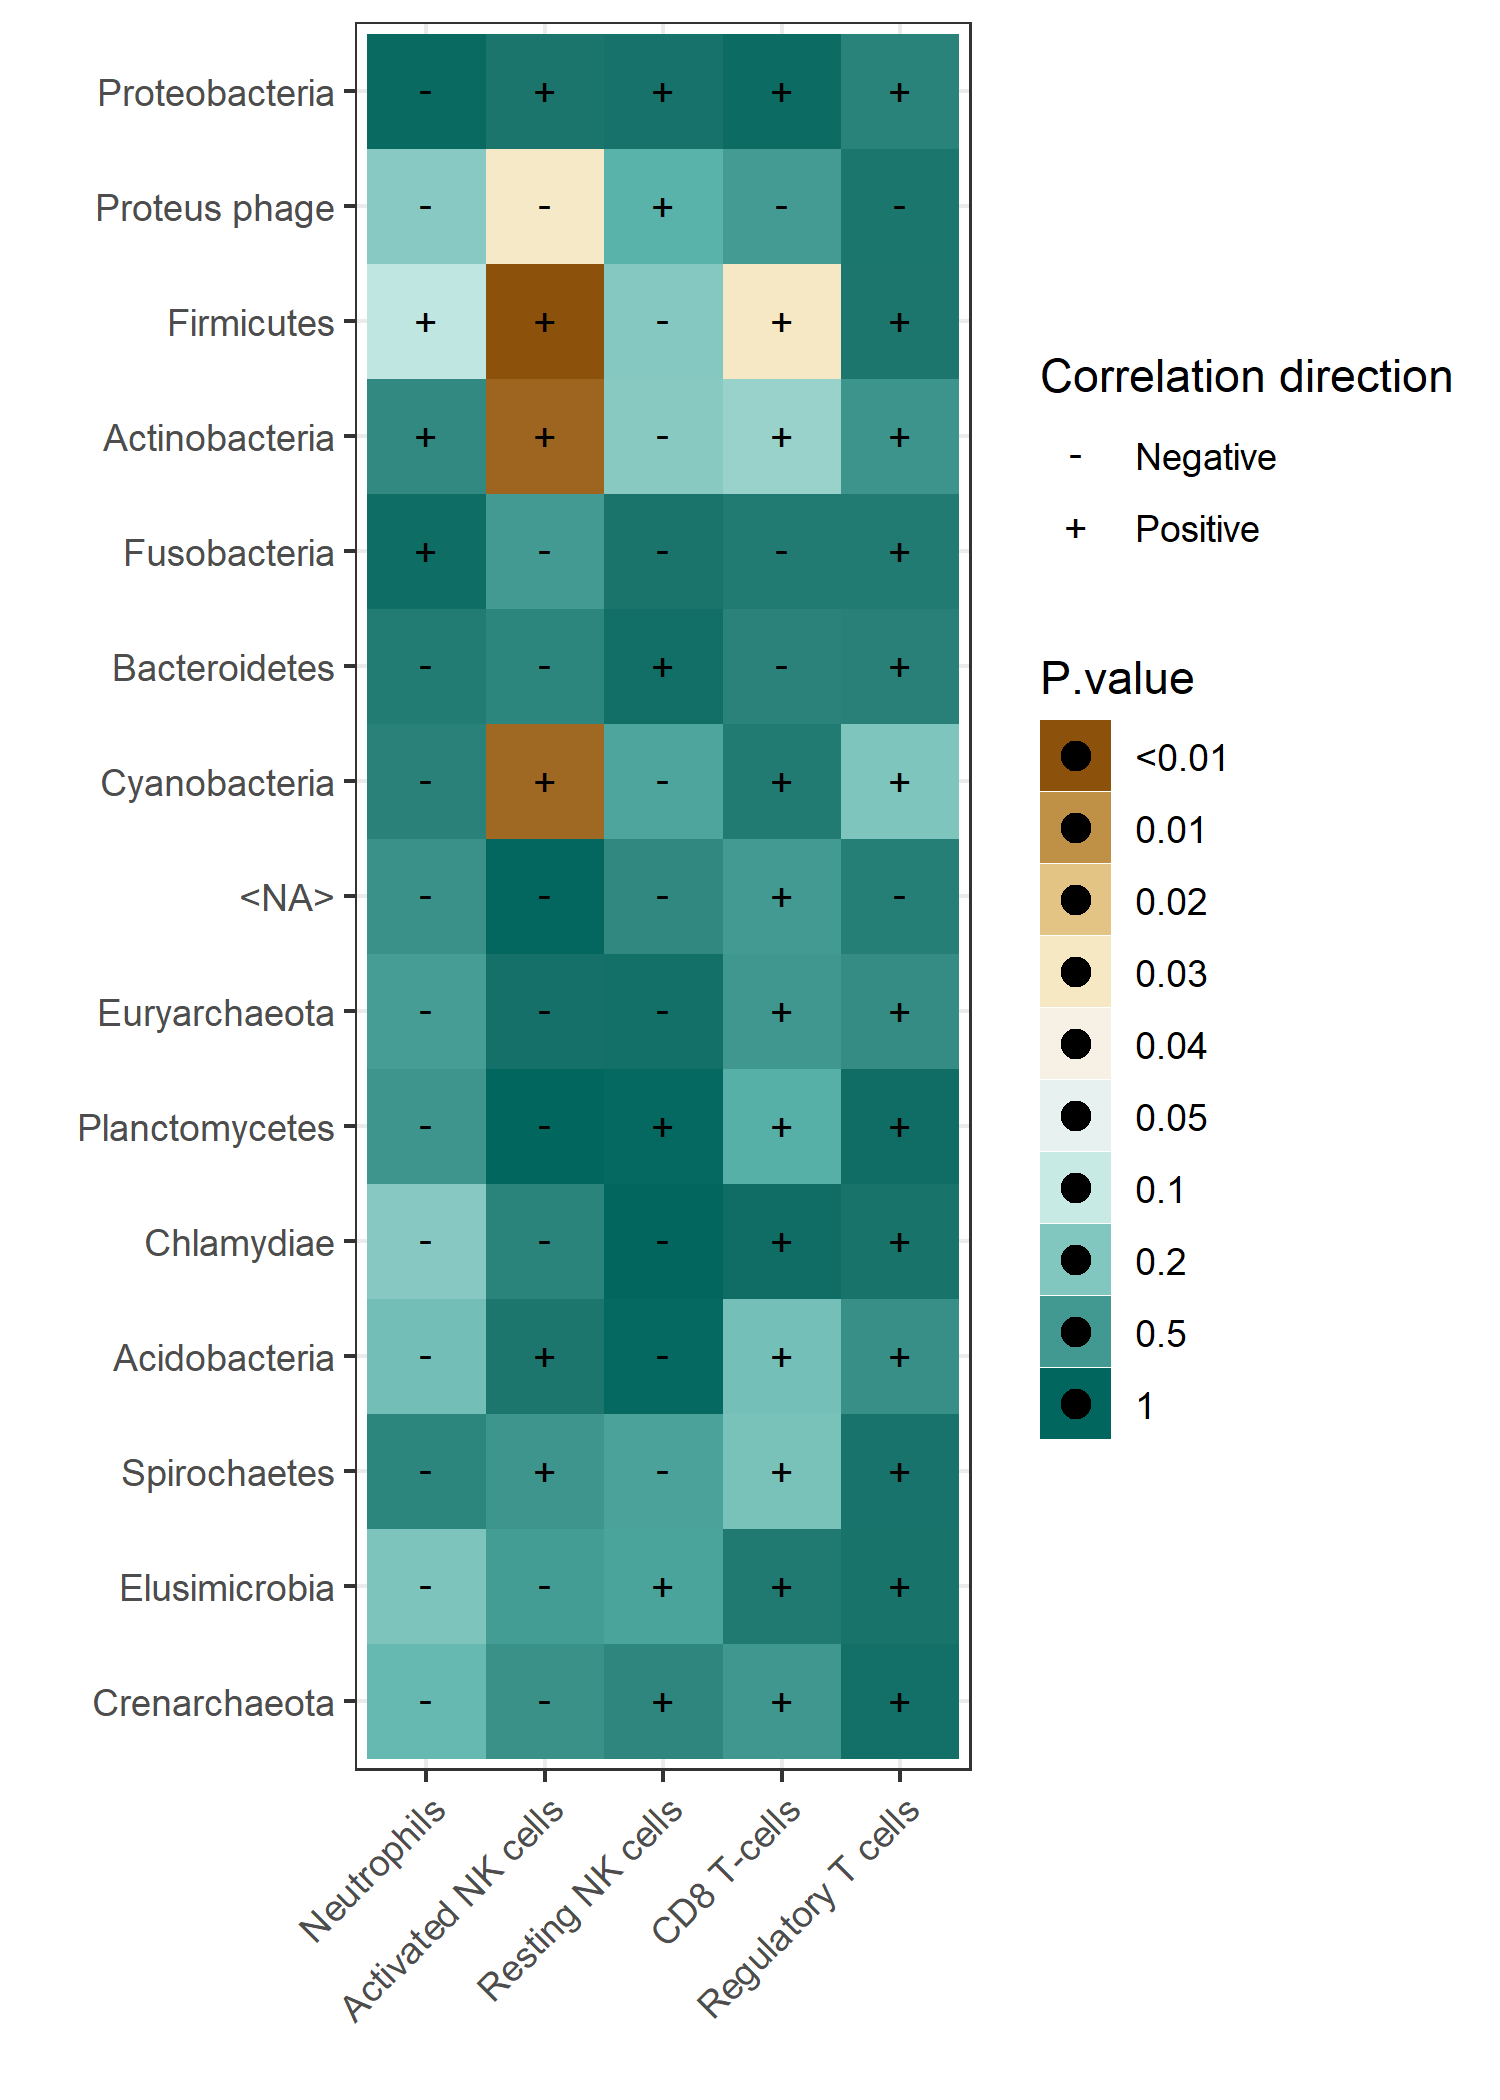 Proteobacteria - + + + +
Proteus phage - - + - -
Firmicutes + + - + +
Actinobacteria + + - + +
Fusobacteria + - - - +
Bacteroidetes - - + - +
Cyanobacteria - + - + +
<NA> - - - + -
Euryarchaeota - - - + +
Planctomycetes - - + + +
Chlamydiae - - - + +
Acidobacteria - + - + +
Spirochaetes - + - + +
Elusimicrobia - - + + +
Crenarchaeota - - + + +
Neutrophils
Activated NK cells
Resting NK cells
CD8 T-cells
Regulatory T cells
Correlation direction
- Negative
+ Positive
P.value
<0.01
0.01
0.02
0.03
0.04
0.05
0.1
0.2
0.5
1